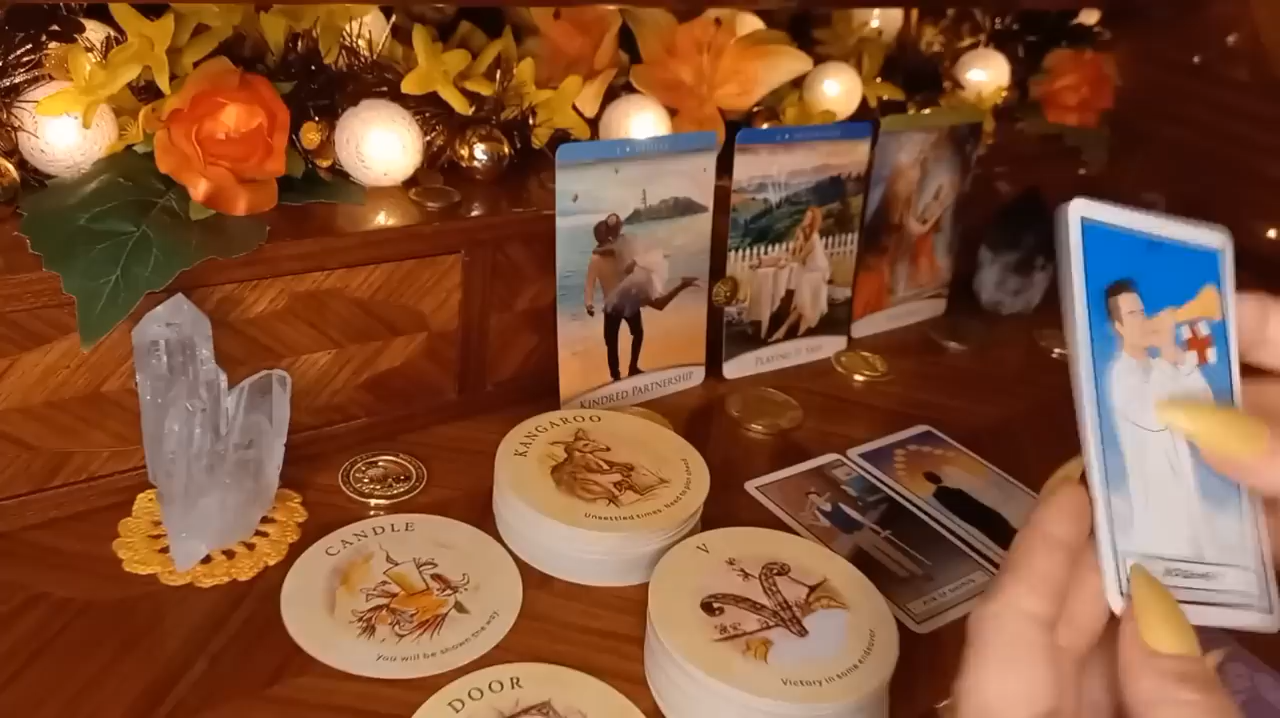 KINDRED PARTNERSHIP
PLAYING IT SAFE
KANGAROO
Unsettled times. Need to plan ahead
CANDLE
You will be shown the way
V
Victory in some endeavor
DOOR